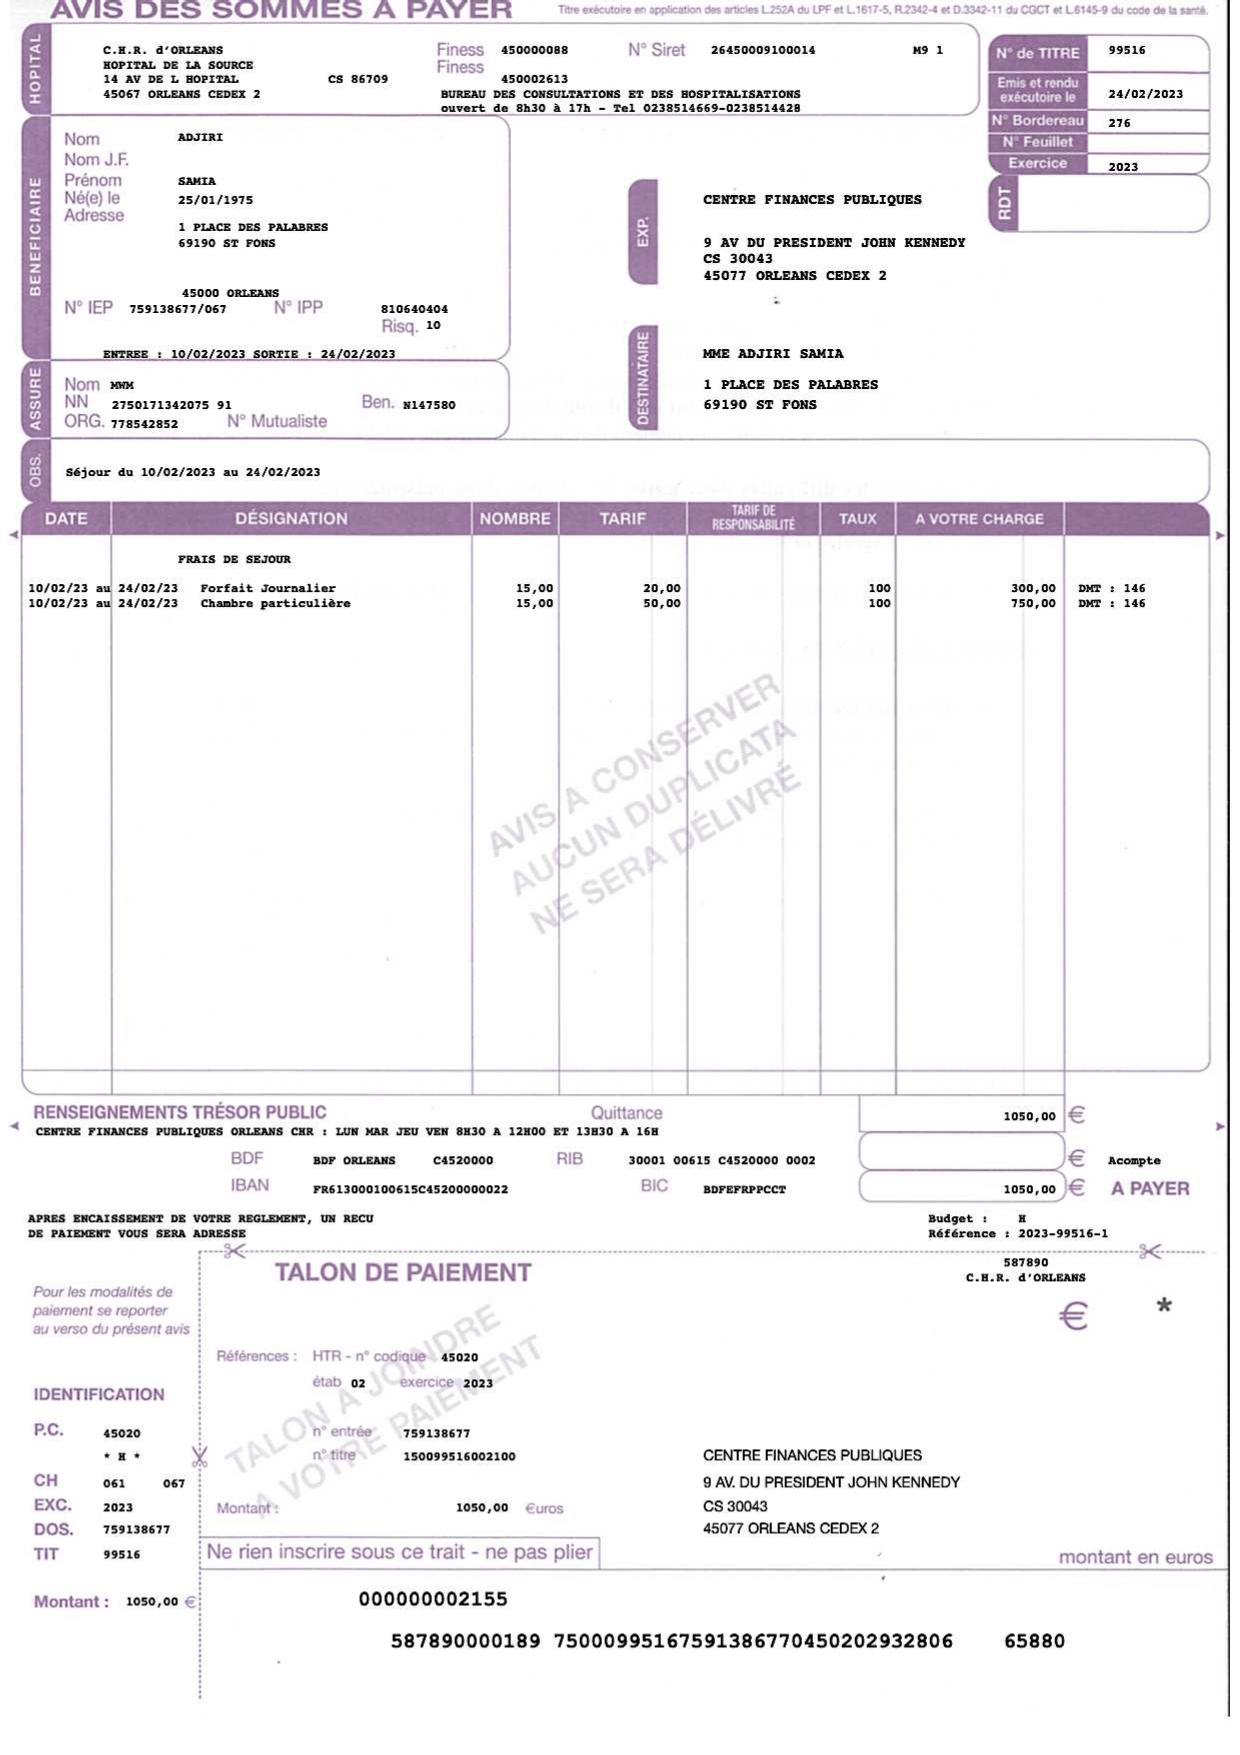 AVIS DES SOMMES A PAYER
Titre exécutoire en application des articles L.252A du LPF et L.1617-5, R.2342-4 et D.3342-11 du CGCT et L.6145-9 du code de la santé.
HOPITAL
C.H.R. d'ORLEANS
HOPITAL DE LA SOURCE
14 AV DE L HOPITAL CS 86709
45067 ORLEANS CEDEX 2
Finess 450000088 N° Siret 26450009100014 M9 1
Finess
450002613
BUREAU DES CONSULTATIONS ET DES HOSPITALISATIONS
ouvert de 8h30 à 17h - Tel 0238514669-0238514428
N° de TITRE 99516
Emis et rendu
exécutoire le 24/02/2023
N° Bordereau 276
N° Feuillet
Exercice 2023
RDT
BENEFICIAIRE
Nom ADJIRI
Nom J.F.
Prénom SAMIA
Né(e) le 25/01/1975
Adresse
1 PLACE DES PALABRES
69190 ST FONS
45000 ORLEANS
N° IEP 759138677/067 N° IPP 810640404
Risq. 10
ENTREE : 10/02/2023 SORTIE : 24/02/2023
EXP.
CENTRE FINANCES PUBLIQUES
9 AV DU PRESIDENT JOHN KENNEDY
CS 30043
45077 ORLEANS CEDEX 2
ASSURE
Nom MWM
NN 2750171342075 91 Ben. N147580
ORG. 778542852 N° Mutualiste
DESTINATAIRE
MME ADJIRI SAMIA
1 PLACE DES PALABRES
69190 ST FONS
OBS.
Séjour du 10/02/2023 au 24/02/2023
DATE DÉSIGNATION NOMBRE TARIF TARIF DE RESPONSABILITÉ TAUX A VOTRE CHARGE
FRAIS DE SEJOUR
10/02/23 au 24/02/23 Forfait Journalier 15,00 20,00 100 300,00 DMT : 146
10/02/23 au 24/02/23 Chambre particulière 15,00 50,00 100 750,00 DMT : 146
AVIS A CONSERVER
AUCUN DUPLICATA
NE SERA DÉLIVRÉ
RENSEIGNEMENTS TRÉSOR PUBLIC Quittance 1050,00 €
CENTRE FINANCES PUBLIQUES ORLEANS CHR : LUN MAR JEU VEN 8H30 A 12H00 ET 13H30 A 16H
BDF BDF ORLEANS C4520000 RIB 30001 00615 C4520000 0002 € Acompte
IBAN FR613000100615C45200000022 BIC BDFEFRPPCCT 1050,00 € A PAYER
APRES ENCAISSEMENT DE VOTRE REGLEMENT, UN RECU
DE PAIEMENT VOUS SERA ADRESSE
Budget : H
Référence : 2023-99516-1
587890
C.H.R. d'ORLEANS
€ *
TALON DE PAIEMENT
Pour les modalités de
paiement se reporter
au verso du présent avis
TALON A JOINDRE
A VOTRE PAIEMENT
Références : HTR - n° codique 45020
étab 02 exercice 2023
n° entrée 759138677
n° titre 150099516002100
Montant : 1050,00 €uros
IDENTIFICATION
P.C. 45020
* H *
CH 061 067
EXC. 2023
DOS. 759138677
TIT 99516
Montant : 1050,00 €
CENTRE FINANCES PUBLIQUES
9 AV. DU PRESIDENT JOHN KENNEDY
CS 30043
45077 ORLEANS CEDEX 2
Ne rien inscrire sous ce trait - ne pas plier
montant en euros
000000002155
587890000189 75000995167591386770450202932806 65880